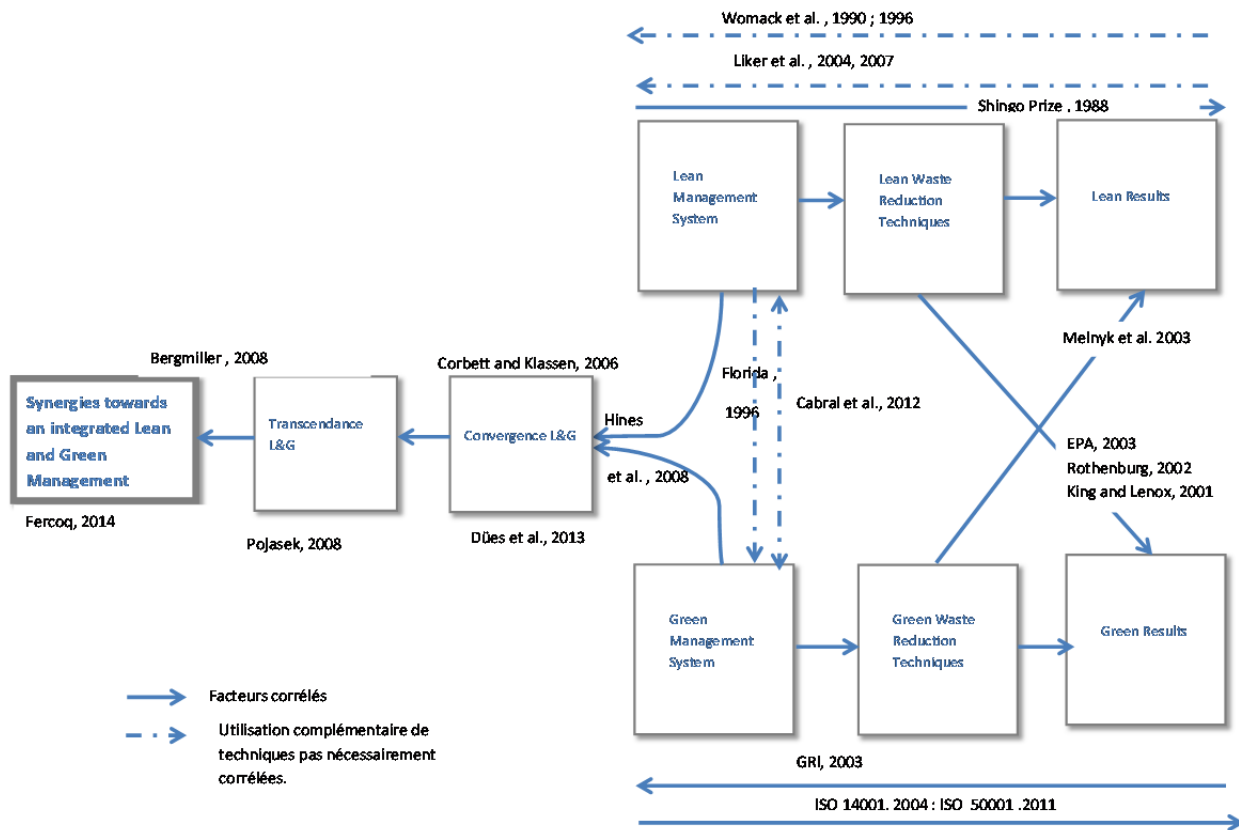 Womack et al. , 1990 ; 1996
Liker et al. , 2004, 2007
Shingo Prize . 1988
Lean
Management
System
Lean Waste
Reduction
Techniques
Lean Results
Melnyk et al. 2003
Bergmiller , 2008
Corbett and Klassen, 2006
Florida ,
1996
Cabral et al., 2012
Synergies towards
an integrated Lean
and Green
Management
Transcendance
L&G
Convergence L&G
Hines
et al. , 2008
EPA, 2003
Rothenburg, 2002
King and Lenox, 2001
Fercoq, 2014
Pojasek, 2008
Dües et al., 2013
Green
Management
System
Green Waste
Reduction
Techniques
Green Results
Facteurs corrélés
Utilisation complémentaire de
techniques pas nécessairement
corrélées.
GRI, 2003
ISO 14001. 2004 : ISO 50001 .2011